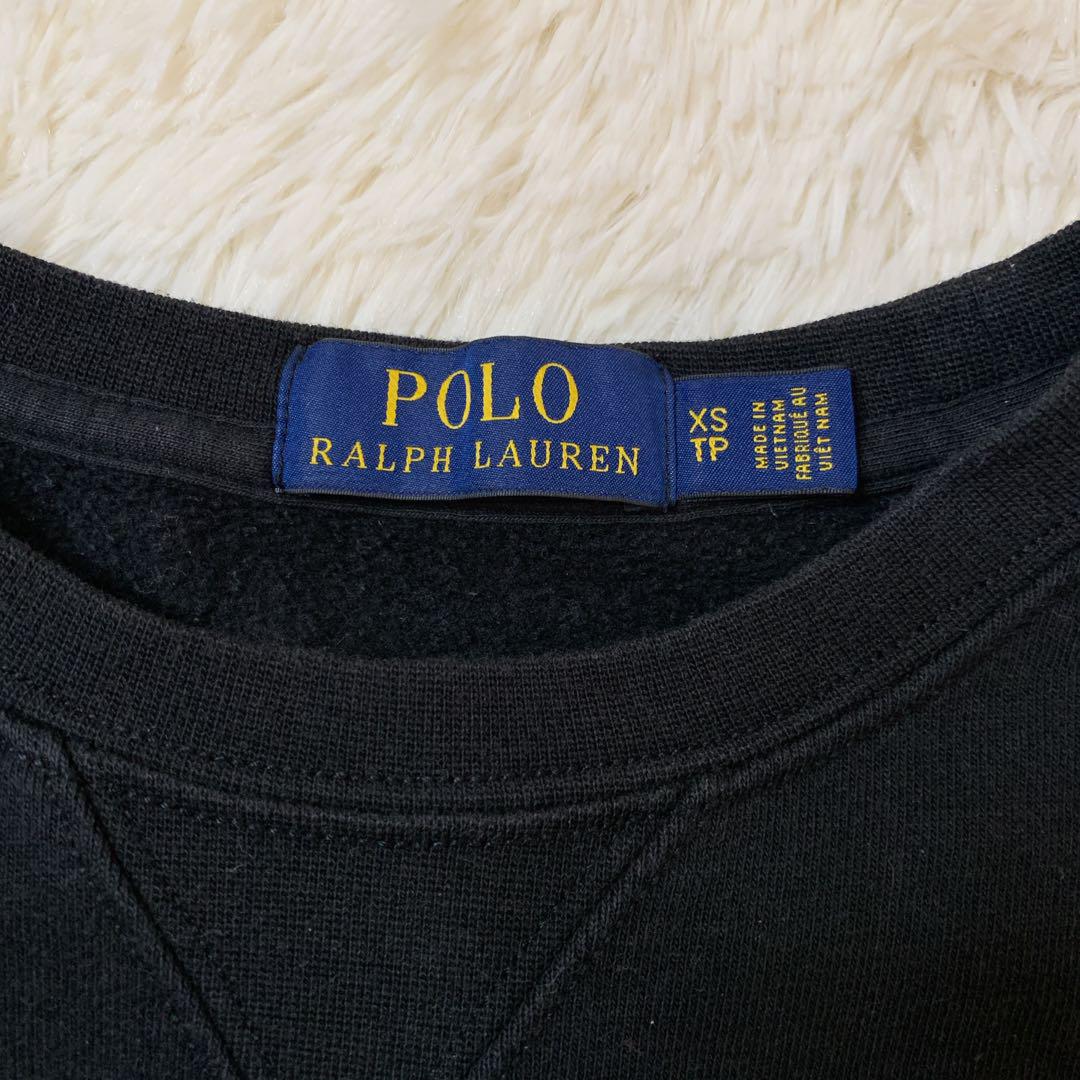 POLO
RALPH LAUREN
XS
TP
MADE IN
VIETNAM
FABRIQUÉ AU
VIÊT NAM